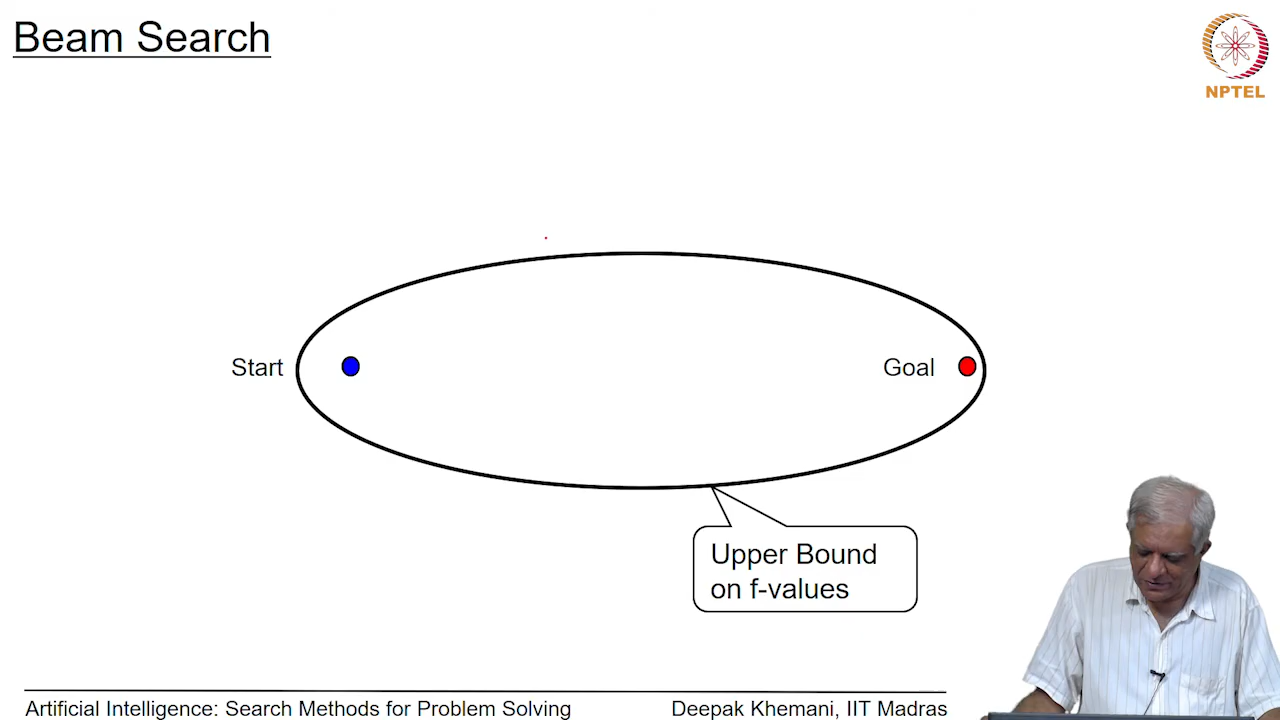 Beam Search
NPTEL
Start
Goal
Upper Bound
on f-values
Artificial Intelligence: Search Methods for Problem Solving
Deepak Khemani, IIT Madras